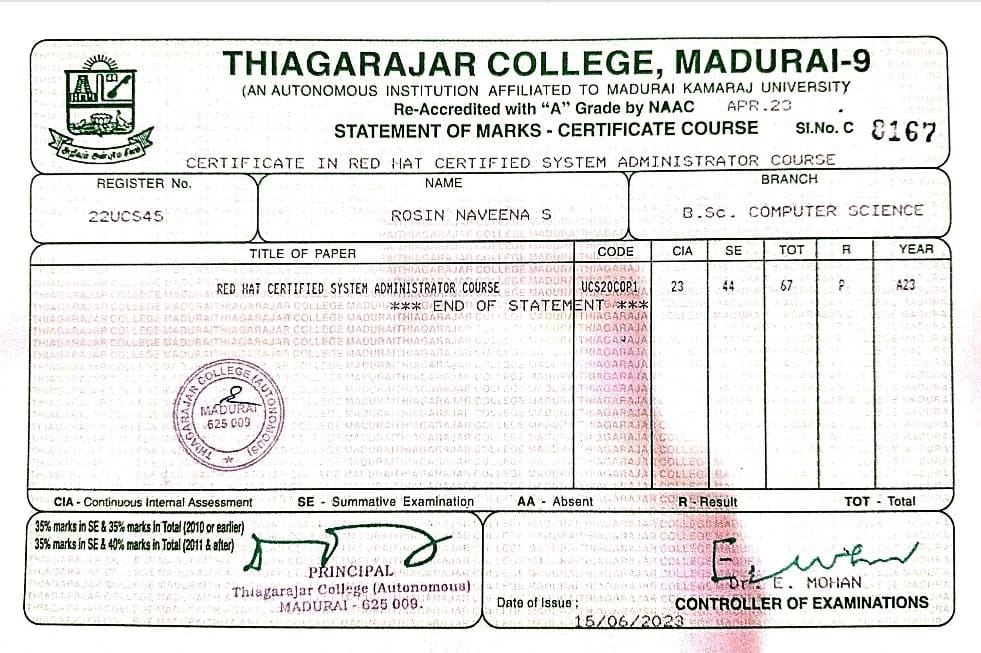 THIAGARAJAR COLLEGE, MADURAI-9
(AN AUTONOMOUS INSTITUTION AFFILIATED TO MADURAI KAMARAJ UNIVERSITY
Re-Accredited with “A” Grade by NAAC APR.23
STATEMENT OF MARKS - CERTIFICATE COURSE Sl.No. C 8167
அறிவும் அன்பும் சிவம்
CERTIFICATE IN RED HAT CERTIFIED SYSTEM ADMINISTRATOR COURSE
REGISTER No. NAME BRANCH
22UCS45 ROSIN NAVEENA S B.Sc. COMPUTER SCIENCE
TITLE OF PAPER CODE CIA SE TOT R YEAR
RED HAT CERTIFIED SYSTEM ADMINISTRATOR COURSE UCS20COP1 23 44 67 P A23
*** END OF STATEMENT ***
THIAGARAJAR COLLEGE (AUTONOMOUS)
MADURAI
625 009
CIA - Continuous Internal Assessment SE - Summative Examination AA - Absent R - Result TOT - Total
35% marks in SE & 35% marks in Total (2010 or earlier)
35% marks in SE & 40% marks in Total (2011 & after)
PRINCIPAL
Thiagarajar College (Autonomous)
MADURAI - 625 009.
Dr. E. MOHAN
Date of Issue : CONTROLLER OF EXAMINATIONS
15/06/2023